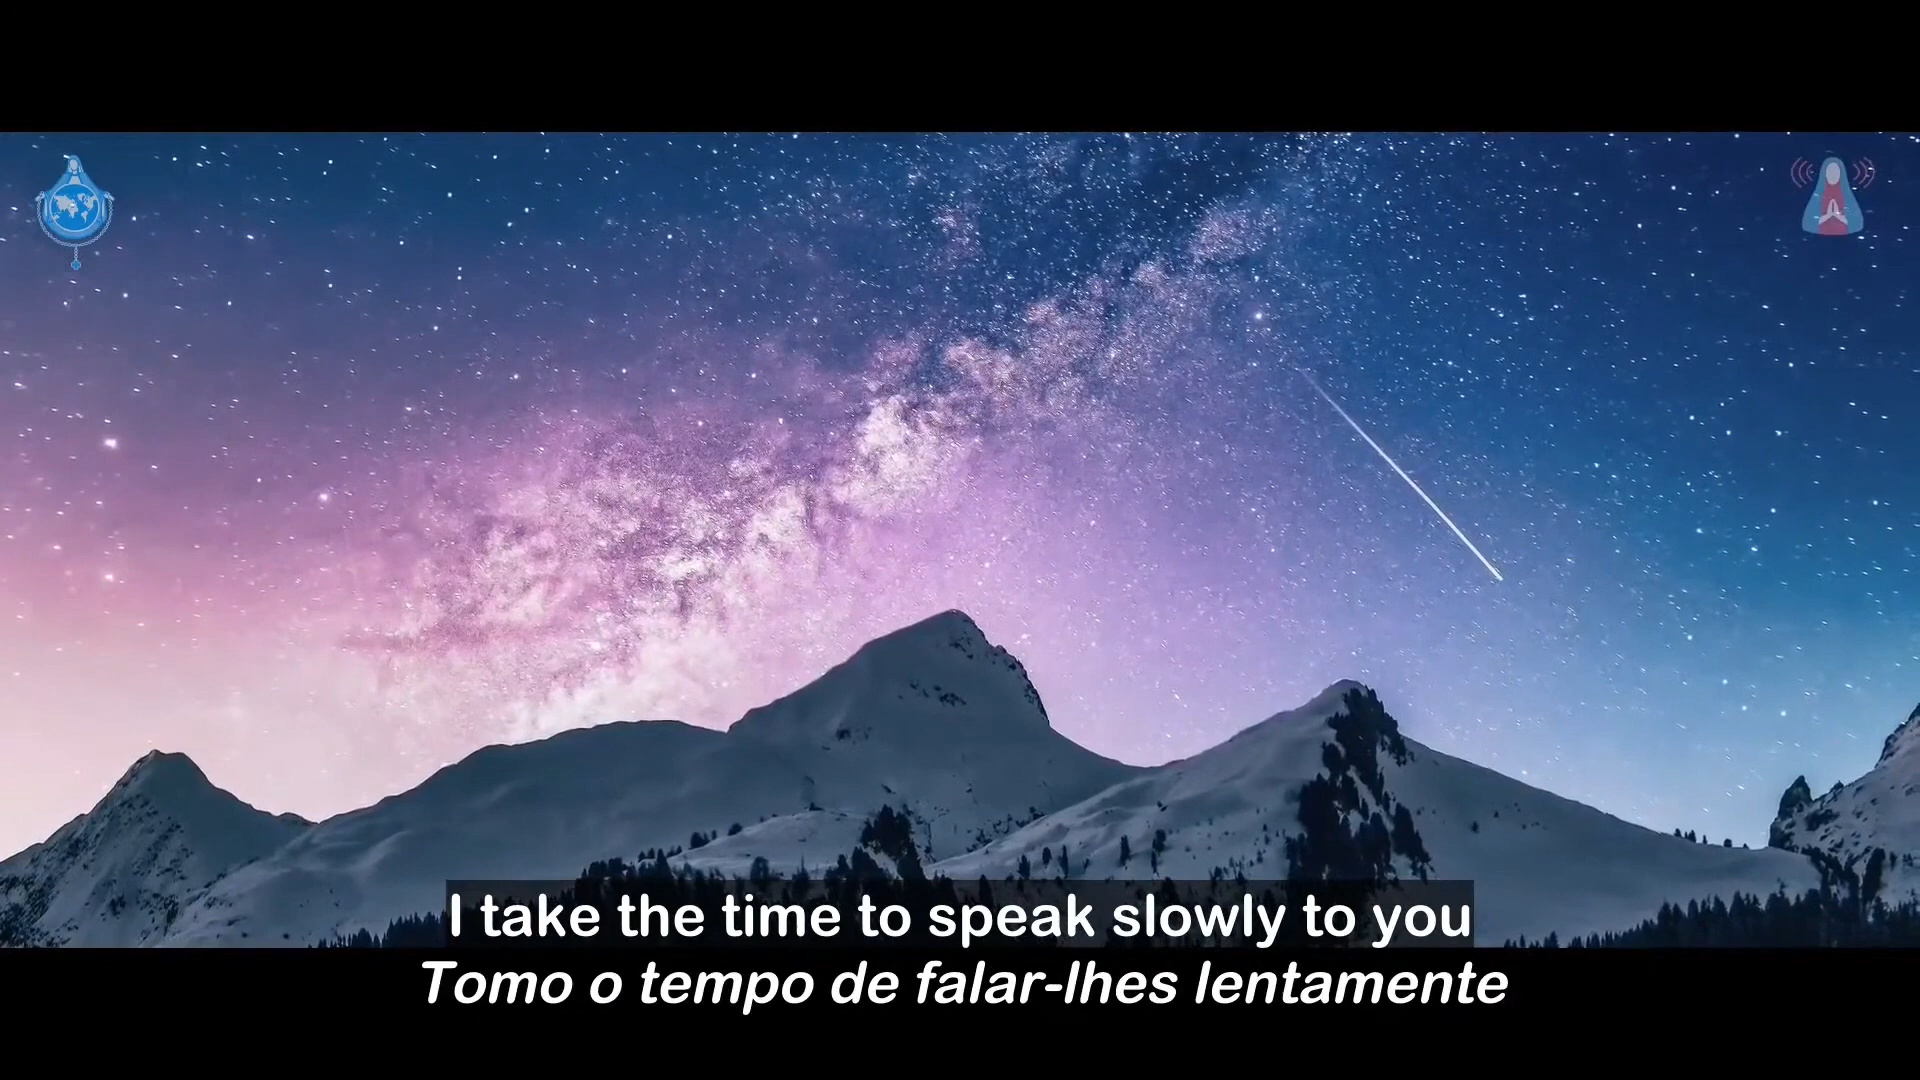 I take the time to speak slowly to you
Tomo o tempo de falar-lhes lentamente